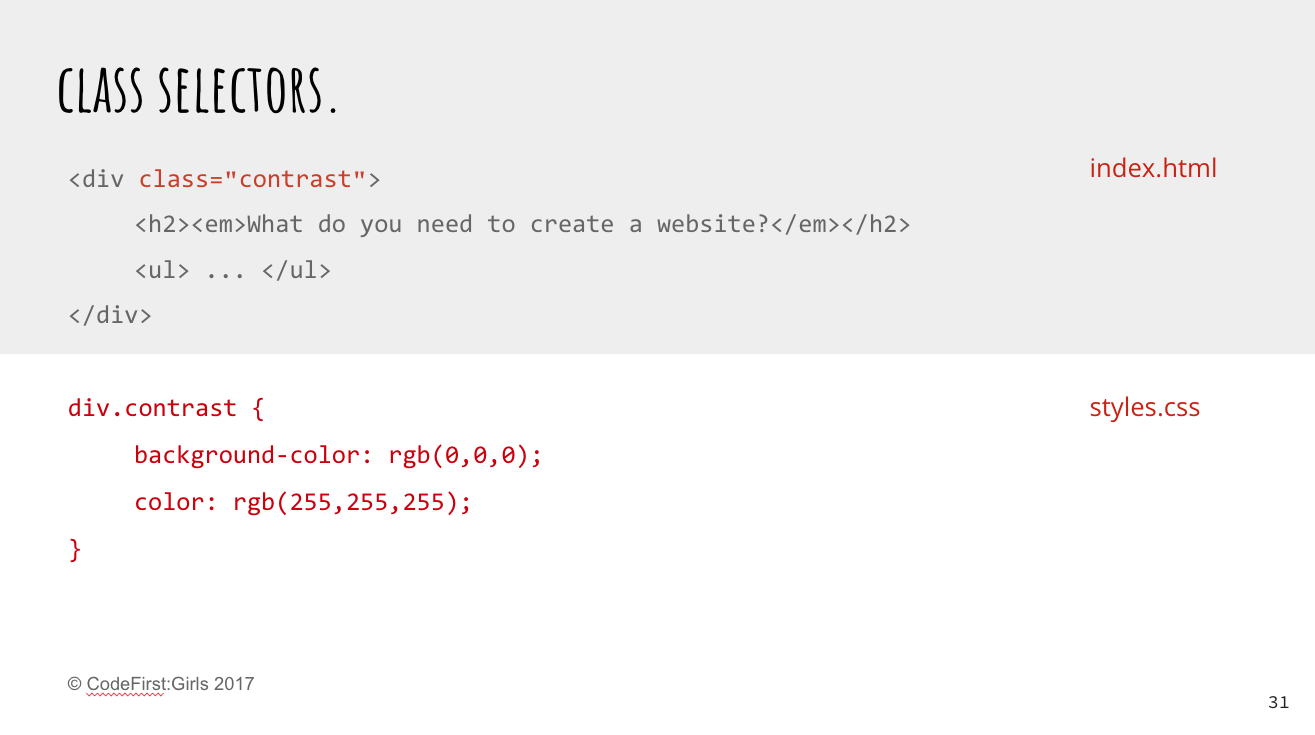 CLASS SELECTORS.
index.html
<div class="contrast">
<h2><em>What do you need to create a website?</em></h2>
<ul> ... </ul>
</div>
styles.css
div.contrast {
background-color: rgb(0,0,0);
color: rgb(255,255,255);
}
© CodeFirst:Girls 2017
31